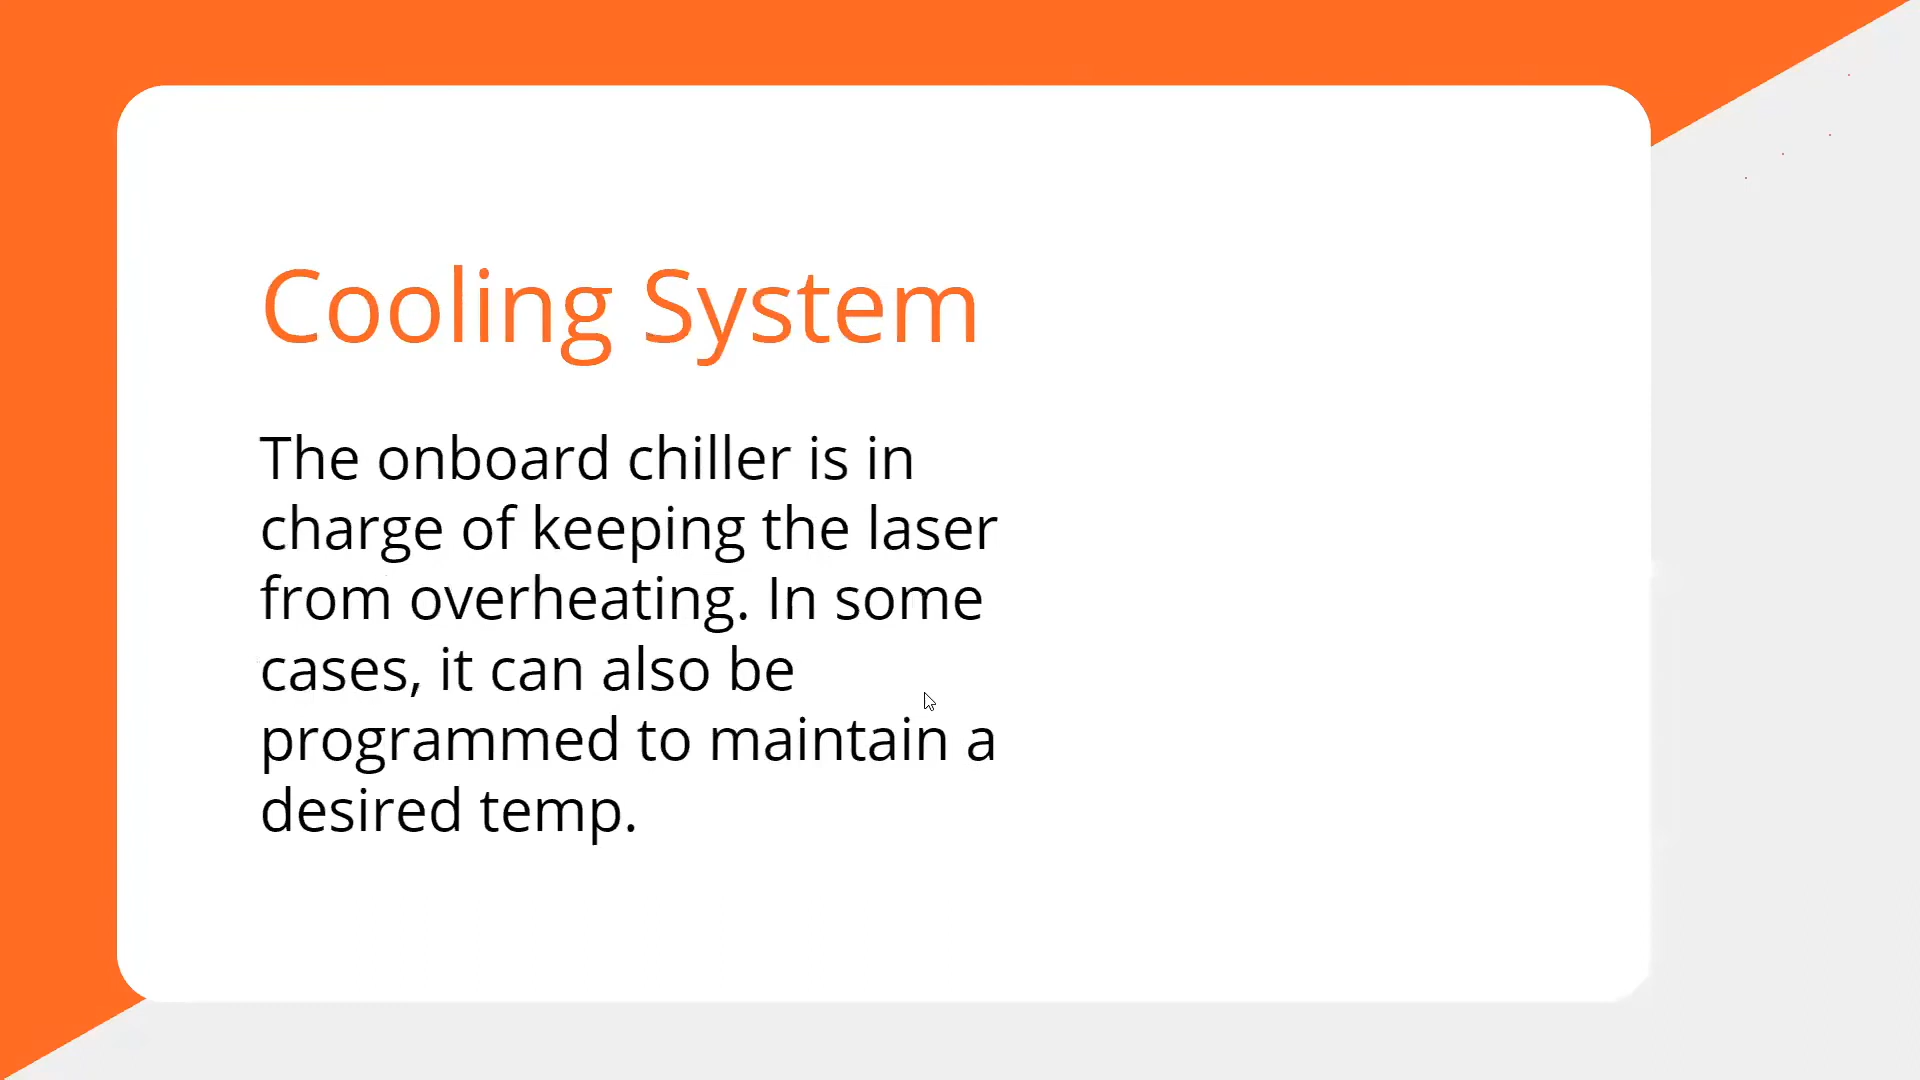 Cooling System
The onboard chiller is in
charge of keeping the laser
from overheating. In some
cases, it can also be
programmed to maintain a
desired temp.